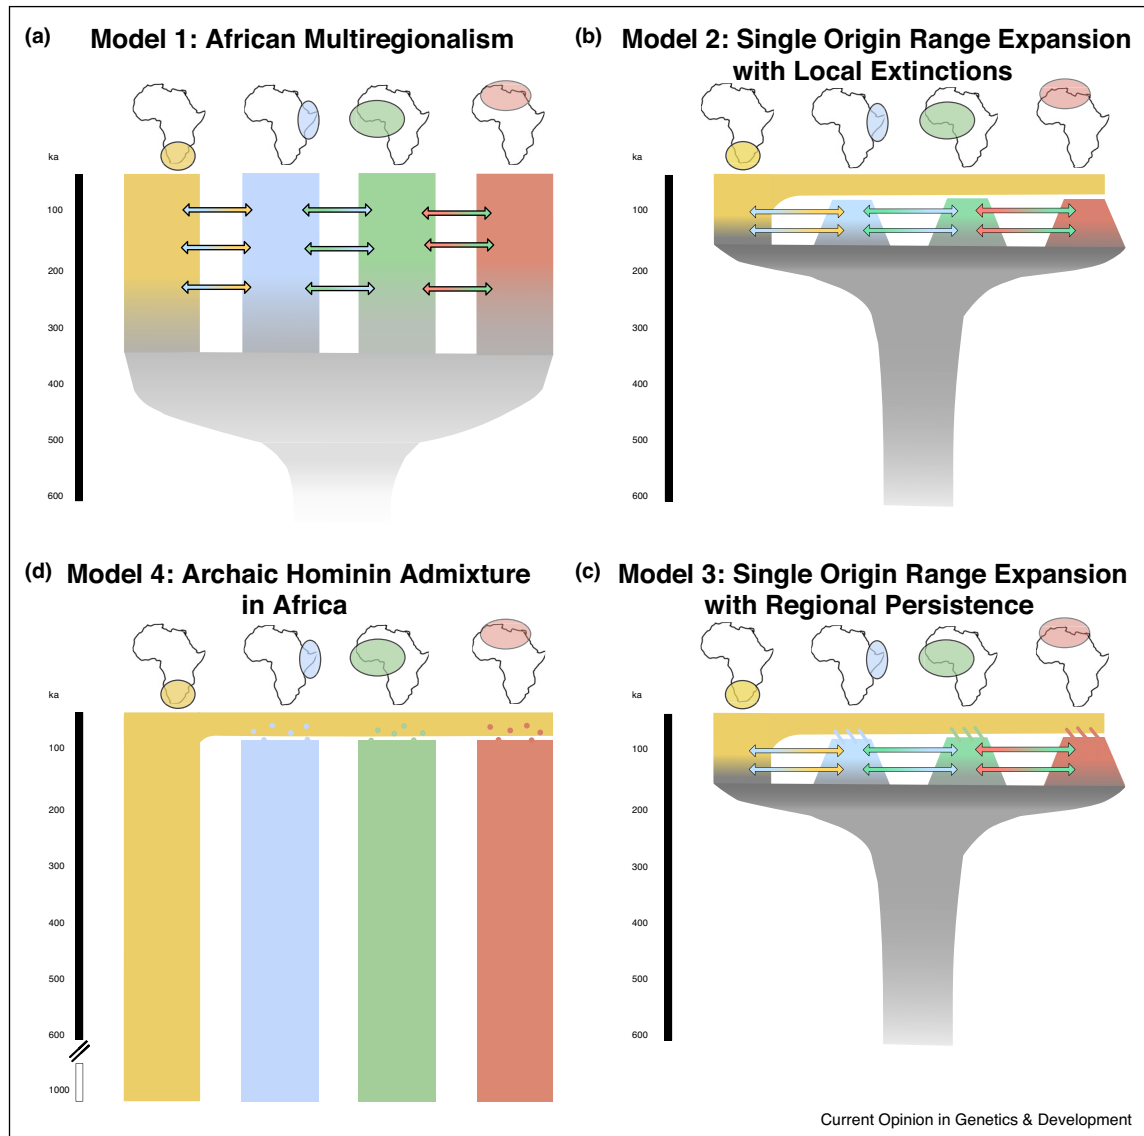 (a) Model 1: African Multiregionalism
ka
100
200
300
400
500
600
(b) Model 2: Single Origin Range Expansion
with Local Extinctions
ka
100
200
300
400
500
600
(d) Model 4: Archaic Hominin Admixture
in Africa
ka
100
200
300
400
500
600
1000
(c) Model 3: Single Origin Range Expansion
with Regional Persistence
ka
100
200
300
400
500
600
Current Opinion in Genetics & Development